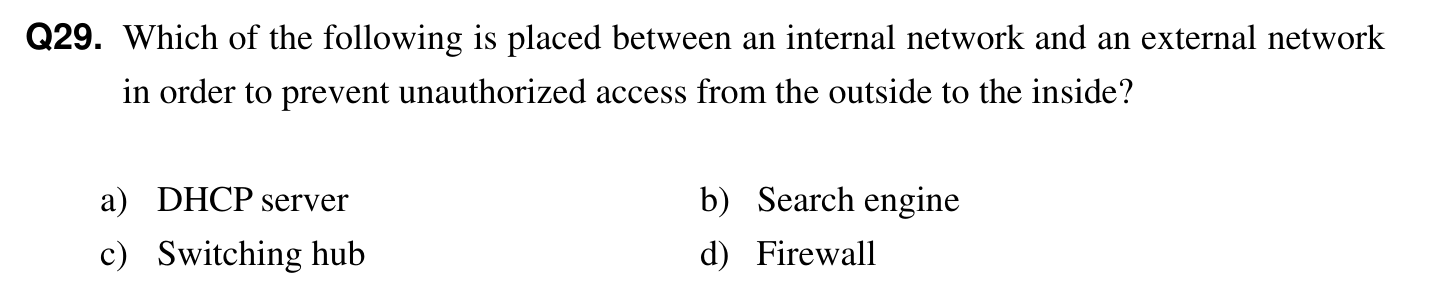 Q29. Which of the following is placed between an internal network and an external network
in order to prevent unauthorized access from the outside to the inside?
a) DHCP server b) Search engine
c) Switching hub d) Firewall